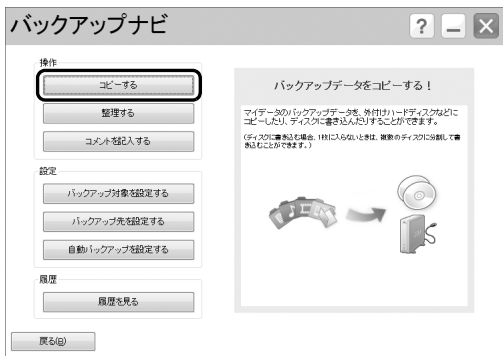 バックアップナビ
?
操作
コピーする
整理する
コメントを記入する
設定
バックアップ対象を設定する
バックアップ先を設定する
自動バックアップを設定する
履歴
履歴を見る
戻る(B)
バックアップデータをコピーする!
マイデータのバックアップデータを、外付けハードディスクなどに
コピーしたり、ディスクに書き込んだりすることができます。
(ディスクに書き込む場合、1枚に入らないときは、複数のディスクに分割して書
き込むことができます。)